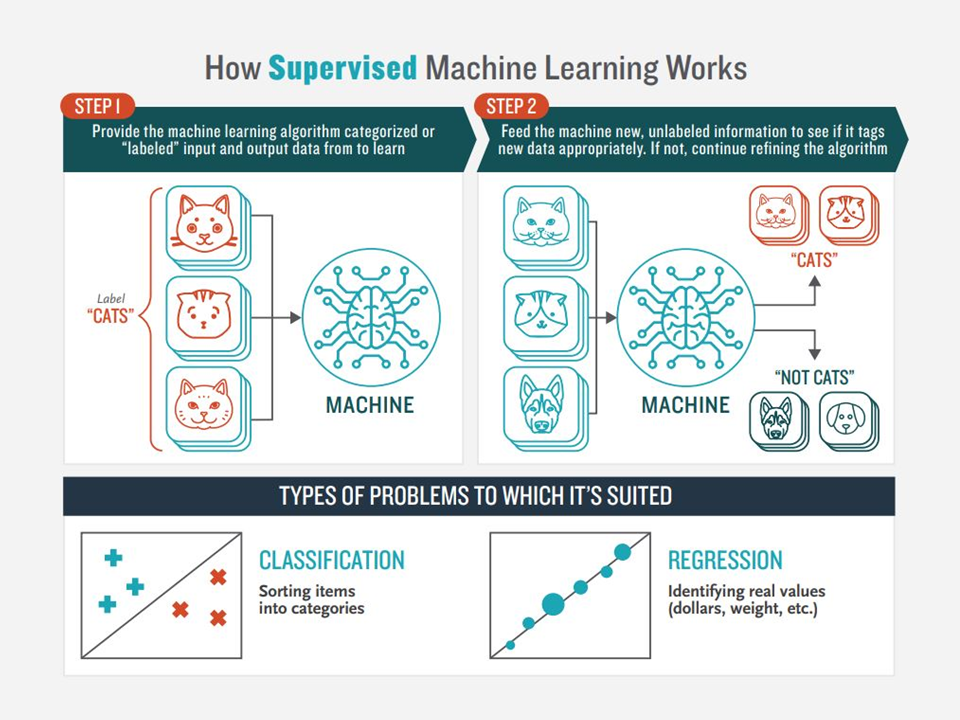 How Supervised Machine Learning Works
STEP 1
Provide the machine learning algorithm categorized or
“labeled” input and output data from to learn
STEP 2
Feed the machine new, unlabeled information to see if it tags
new data appropriately. If not, continue refining the algorithm
Label
“CATS”
MACHINE
MACHINE
“CATS”
“NOT CATS”
TYPES OF PROBLEMS TO WHICH IT’S SUITED
CLASSIFICATION
Sorting items
into categories
REGRESSION
Identifying real values
(dollars, weight, etc.)